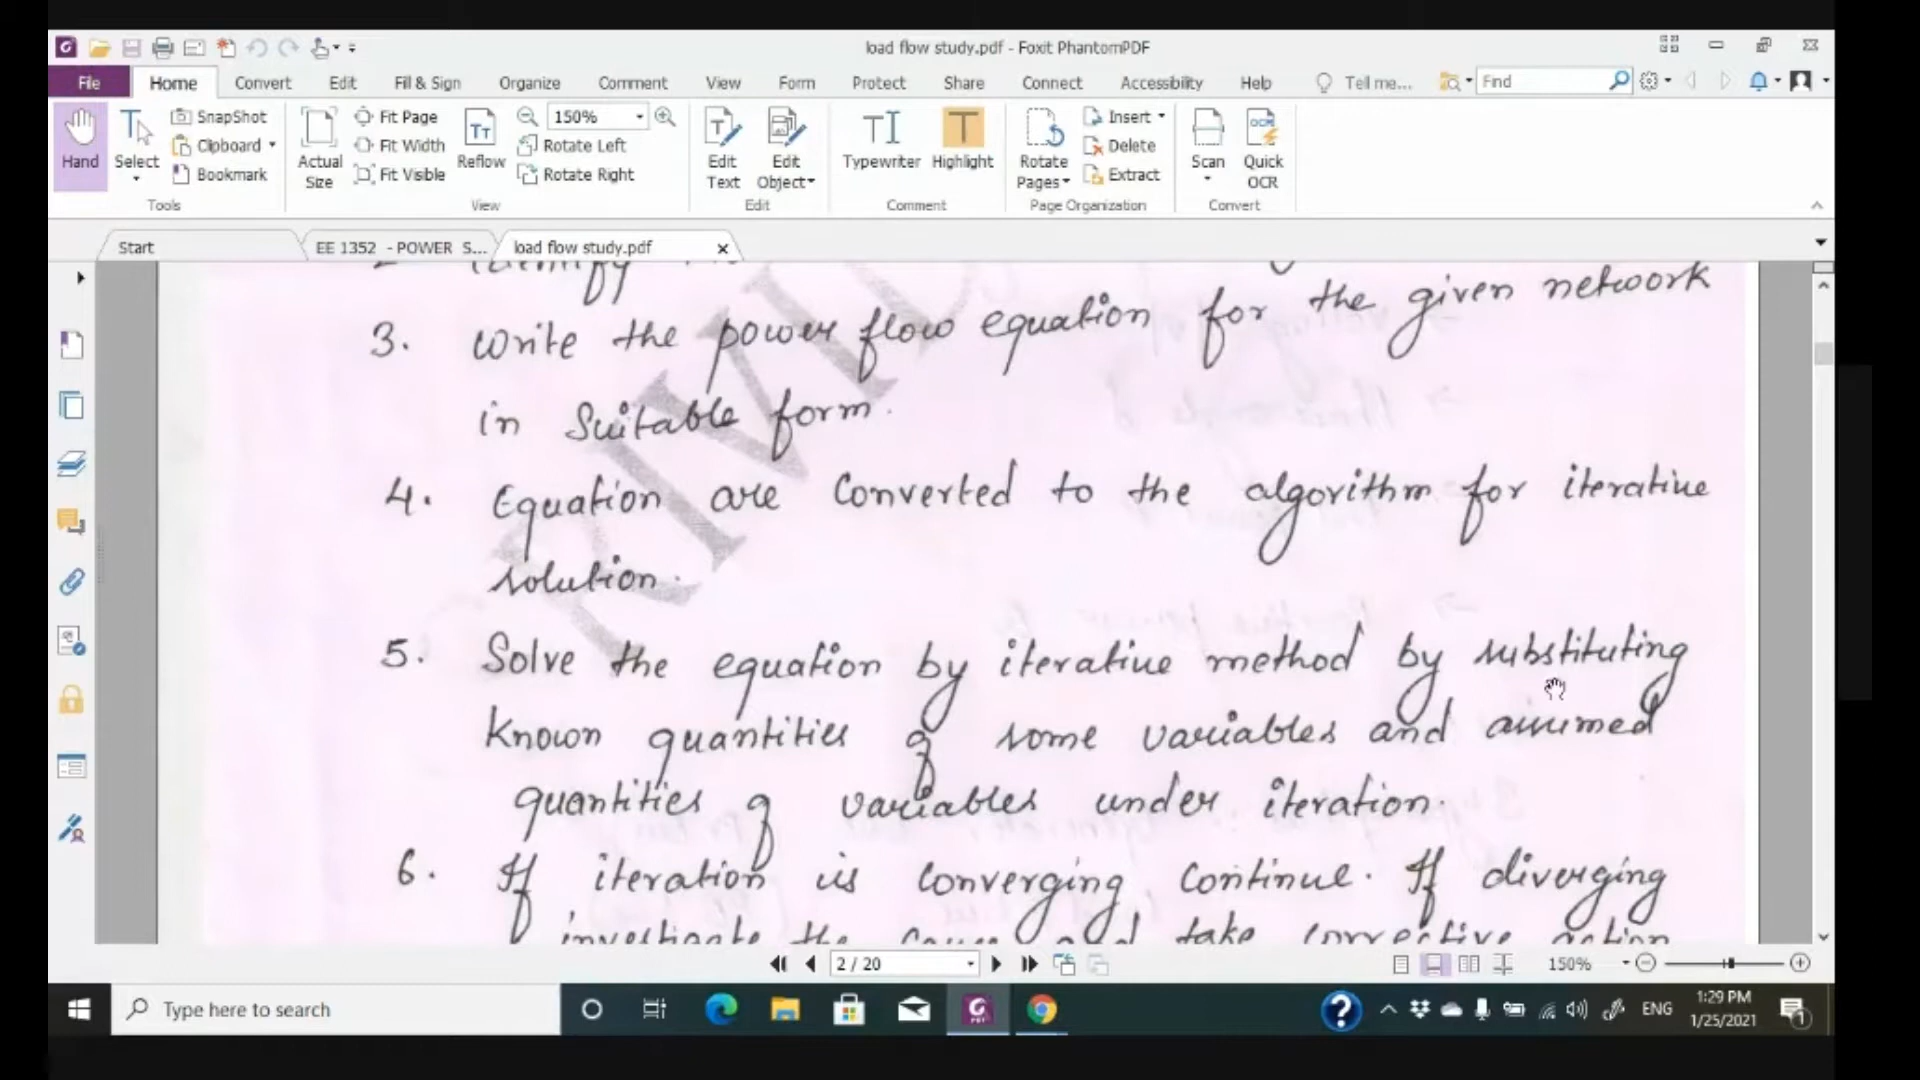 load flow study.pdf - Foxit PhantomPDF
File Home Convert Edit Fill & Sign Organize Comment View Form Protect Share Connect Accessibility Help Tell me... Find
Hand
Select
SnapShot
Clipboard
Bookmark
Tools
Actual Size
Fit Page
Fit Width
Fit Visible
Reflow
150%
Rotate Left
Rotate Right
View
Edit Text
Edit Object
Edit
Typewriter
Highlight
Comment
Rotate Pages
Insert
Delete
Extract
Page Organization
Scan
Quick OCR
Convert
Start
EE 1352 - POWER S...
load flow study.pdf
3. Write the power flow equation for the given network
in Suitable form.
4. Equation are Converted to the algorithm for iterative
solution.
5. Solve the equation by iterative method by substituting
Known quantities of some variables and assumed
quantities of variables under iteration.
6. If iteration is converging, continue. If diverging
investigate the cause and take corrective action
2 / 20
150%
Type here to search
ENG
1:29 PM
1/25/2021